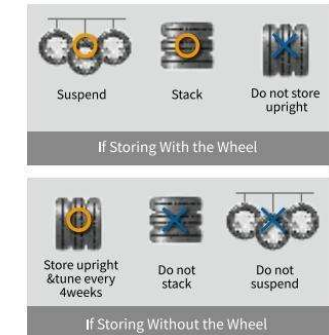 Suspend
Stack
Do not store
upright
If Storing With the Wheel
Store upright
&tune every
4weeks
Do not
stack
Do not
suspend
If Storing Without the Wheel